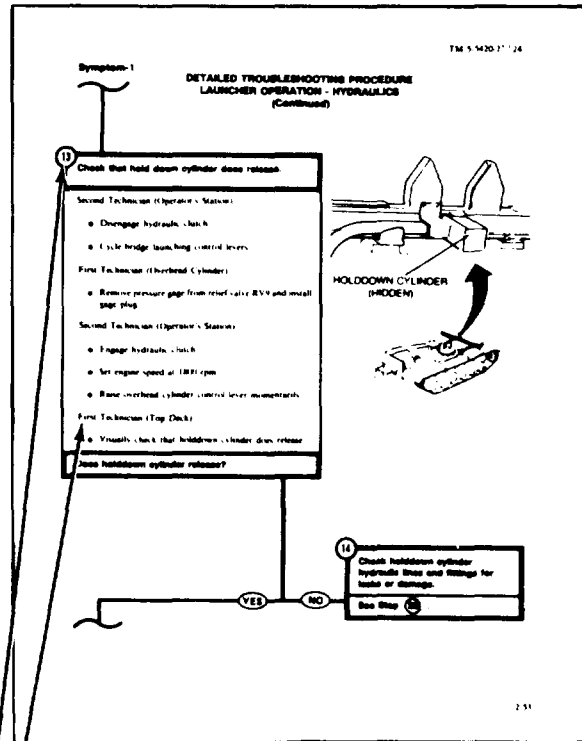 TM 5-5420-2
24
Symptom-1
DETAILED TROUBLESHOOTING PROCEDURE
LAUNCHER OPERATION - HYDRAULICS
(Continued)
13
Check that hold down cylinder does release.
Second Technician (Operator's Station)
• Disengage hydraulic clutch
• Cycle bridge launching control levers
First Technician (Overhead Cylinder)
• Remove pressure gage from relief valve RV9 and install
gage plug
Second Technician (Operator's Station)
• Engage hydraulic clutch
• Set engine speed at 1800 rpm
• Raise overhead cylinder control lever momentarily
First Technician (Top Deck)
• Visually check that holddown cylinder does release
Does holddown cylinder release?
HOLDDOWN CYLINDER
(HIDDEN)
14
Check holddown cylinder
hydraulic lines and fittings for
leaks or damage.
See Step
YES
NO
2-51